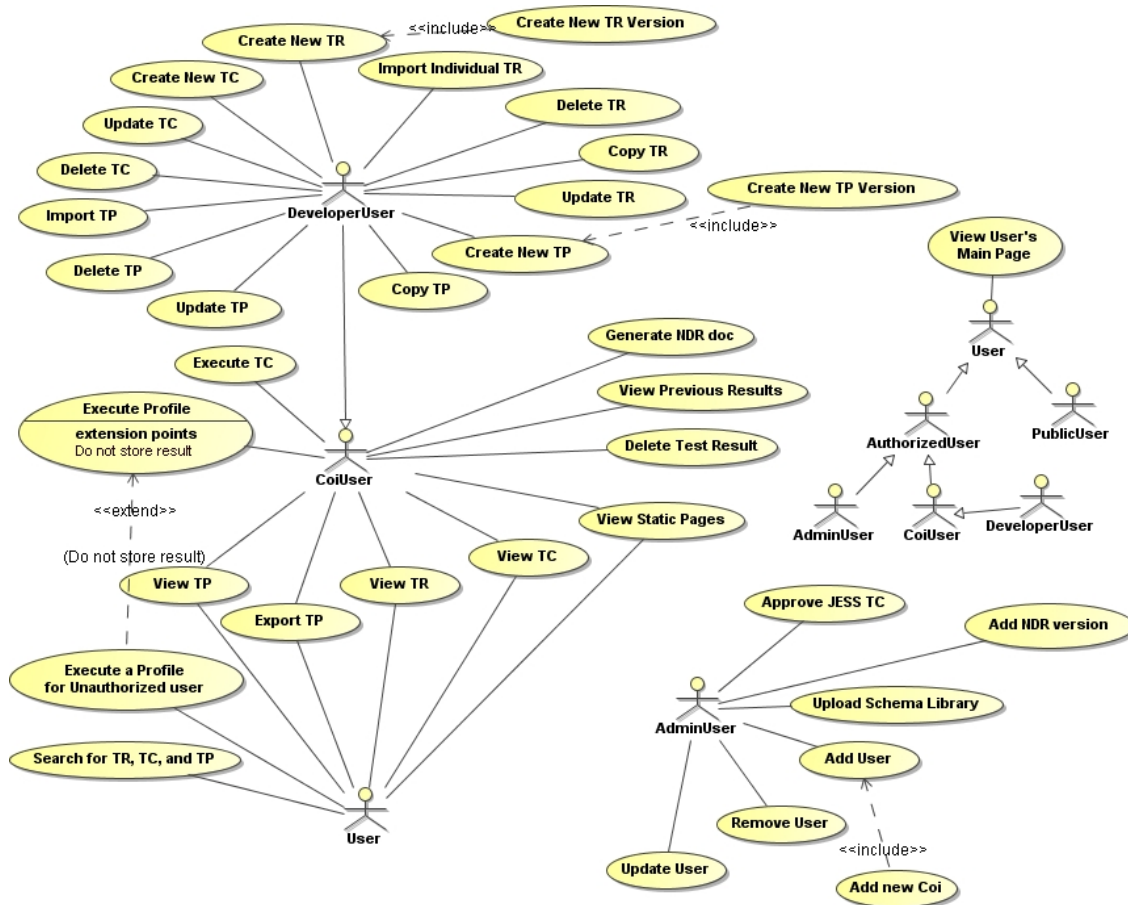 Create New TR Version
<<include>>
Create New TR
Import Individual TR
Create New TC
Delete TR
Update TC
Copy TR
Delete TC
Update TR
Import TP
DeveloperUser
Create New TP Version
<<include>>
Create New TP
Delete TP
Copy TP
Update TP
View User's
Main Page
User
AuthorizedUser
PublicUser
AdminUser
CoiUser
DeveloperUser
Generate NDR doc
Execute TC
View Previous Results
Execute Profile
extension points
Do not store result
Delete Test Result
CoiUser
<<extend>>
(Do not store result)
View Static Pages
View TC
View TP
View TR
Export TP
Execute a Profile
for Unauthorized user
Search for TR, TC, and TP
User
Approve JESS TC
Add NDR version
Upload Schema Library
AdminUser
Add User
Remove User
Update User
<<include>>
Add new Coi